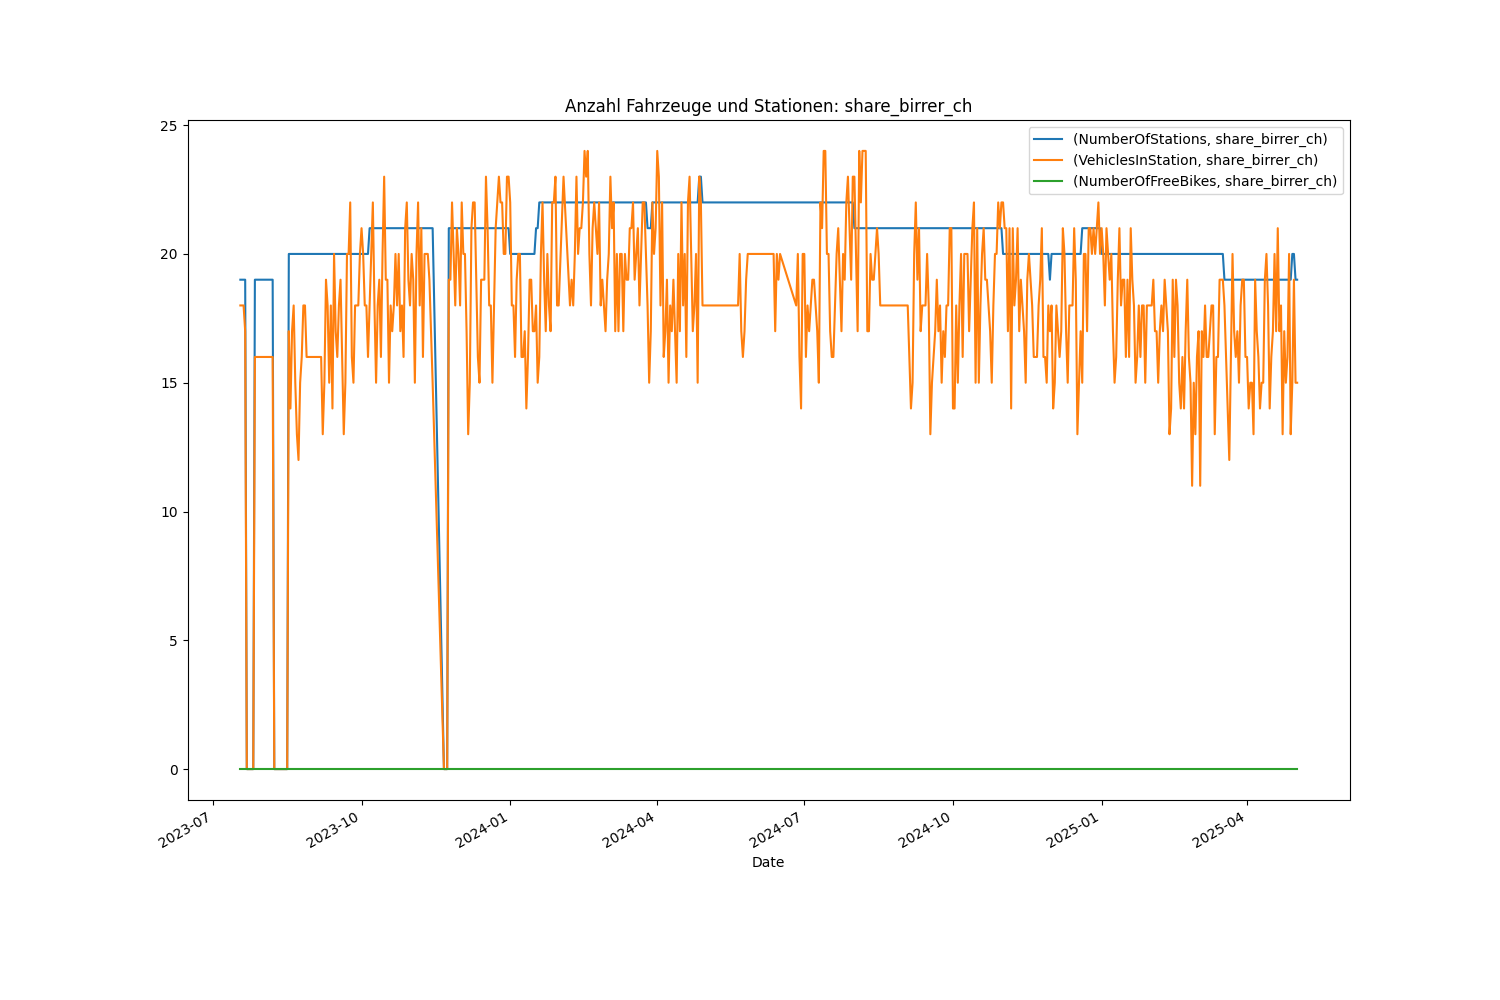 Anzahl Fahrzeuge und Stationen: share_birrer_ch
(NumberOfStations, share_birrer_ch)
(VehiclesInStation, share_birrer_ch)
(NumberOfFreeBikes, share_birrer_ch)
25
20
15
10
5
0
2023-07
2023-10
2024-01
2024-04
2024-07
2024-10
2025-01
2025-04
Date